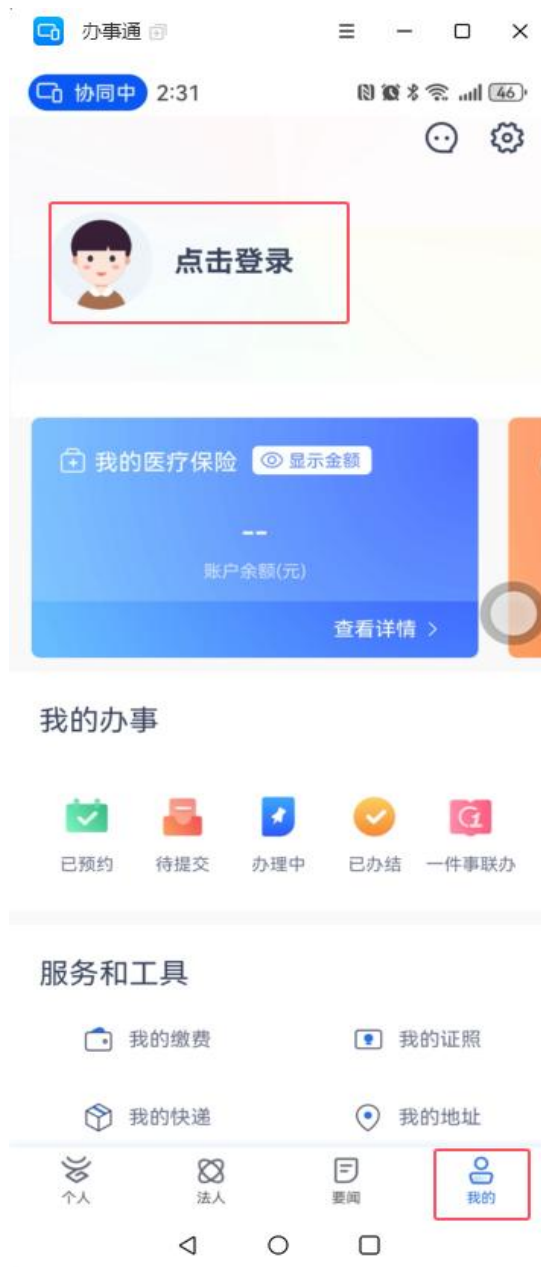 办事通
协同中 2:31 46
点击登录
我的医疗保险 显示金额
--
账户余额(元)
查看详情
我的办事
已预约 待提交 办理中 已办结 一件事联办
服务和工具
我的缴费 我的证照
我的快递 我的地址
个人 法人 要闻 我的